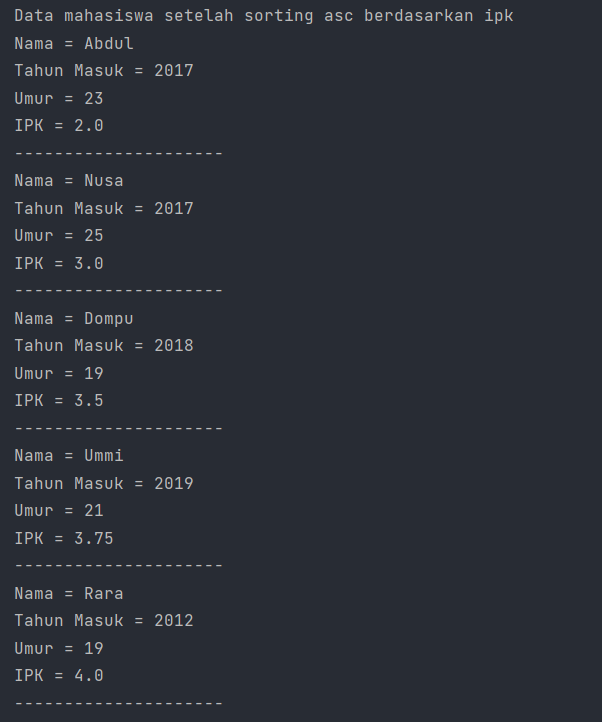 Data mahasiswa setelah sorting asc berdasarkan ipk
Nama = Abdul
Tahun Masuk = 2017
Umur = 23
IPK = 2.0
---------------------
Nama = Nusa
Tahun Masuk = 2017
Umur = 25
IPK = 3.0
---------------------
Nama = Dompu
Tahun Masuk = 2018
Umur = 19
IPK = 3.5
---------------------
Nama = Ummi
Tahun Masuk = 2019
Umur = 21
IPK = 3.75
---------------------
Nama = Rara
Tahun Masuk = 2012
Umur = 19
IPK = 4.0
---------------------